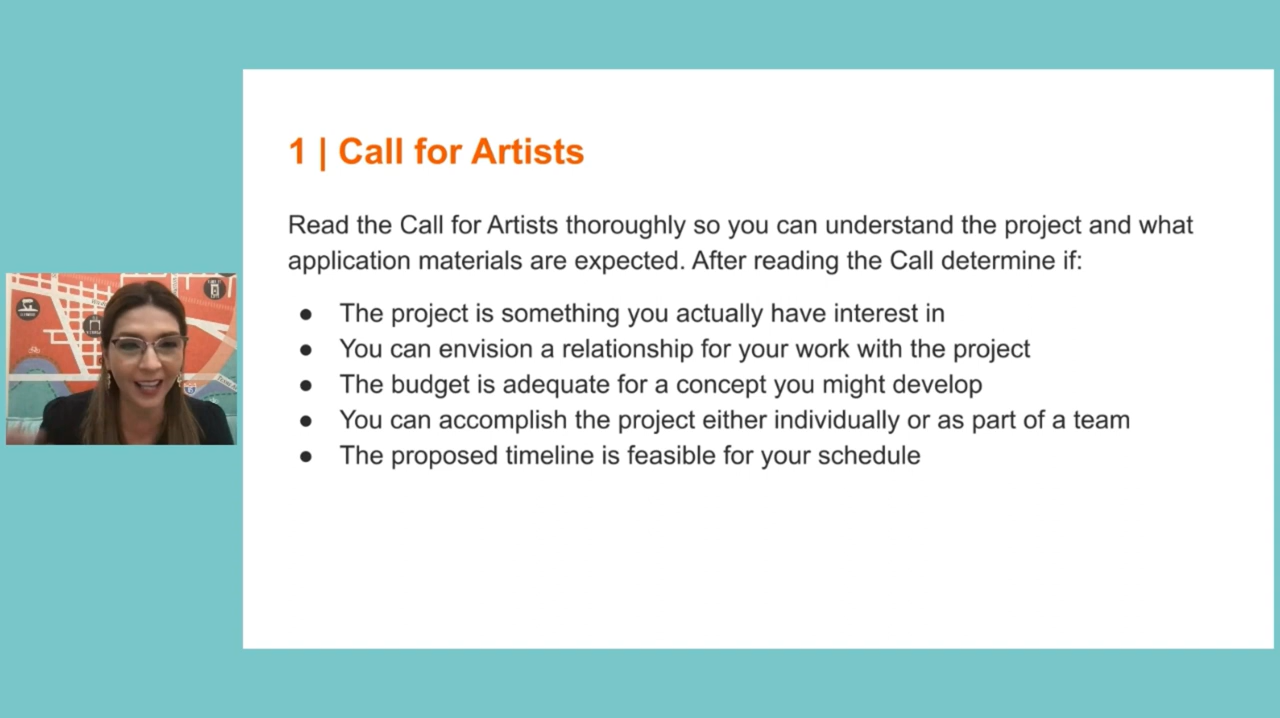 1 | Call for Artists
Read the Call for Artists thoroughly so you can understand the project and what
application materials are expected. After reading the Call determine if:
● The project is something you actually have interest in
● You can envision a relationship for your work with the project
● The budget is adequate for a concept you might develop
● You can accomplish the project either individually or as part of a team
● The proposed timeline is feasible for your schedule